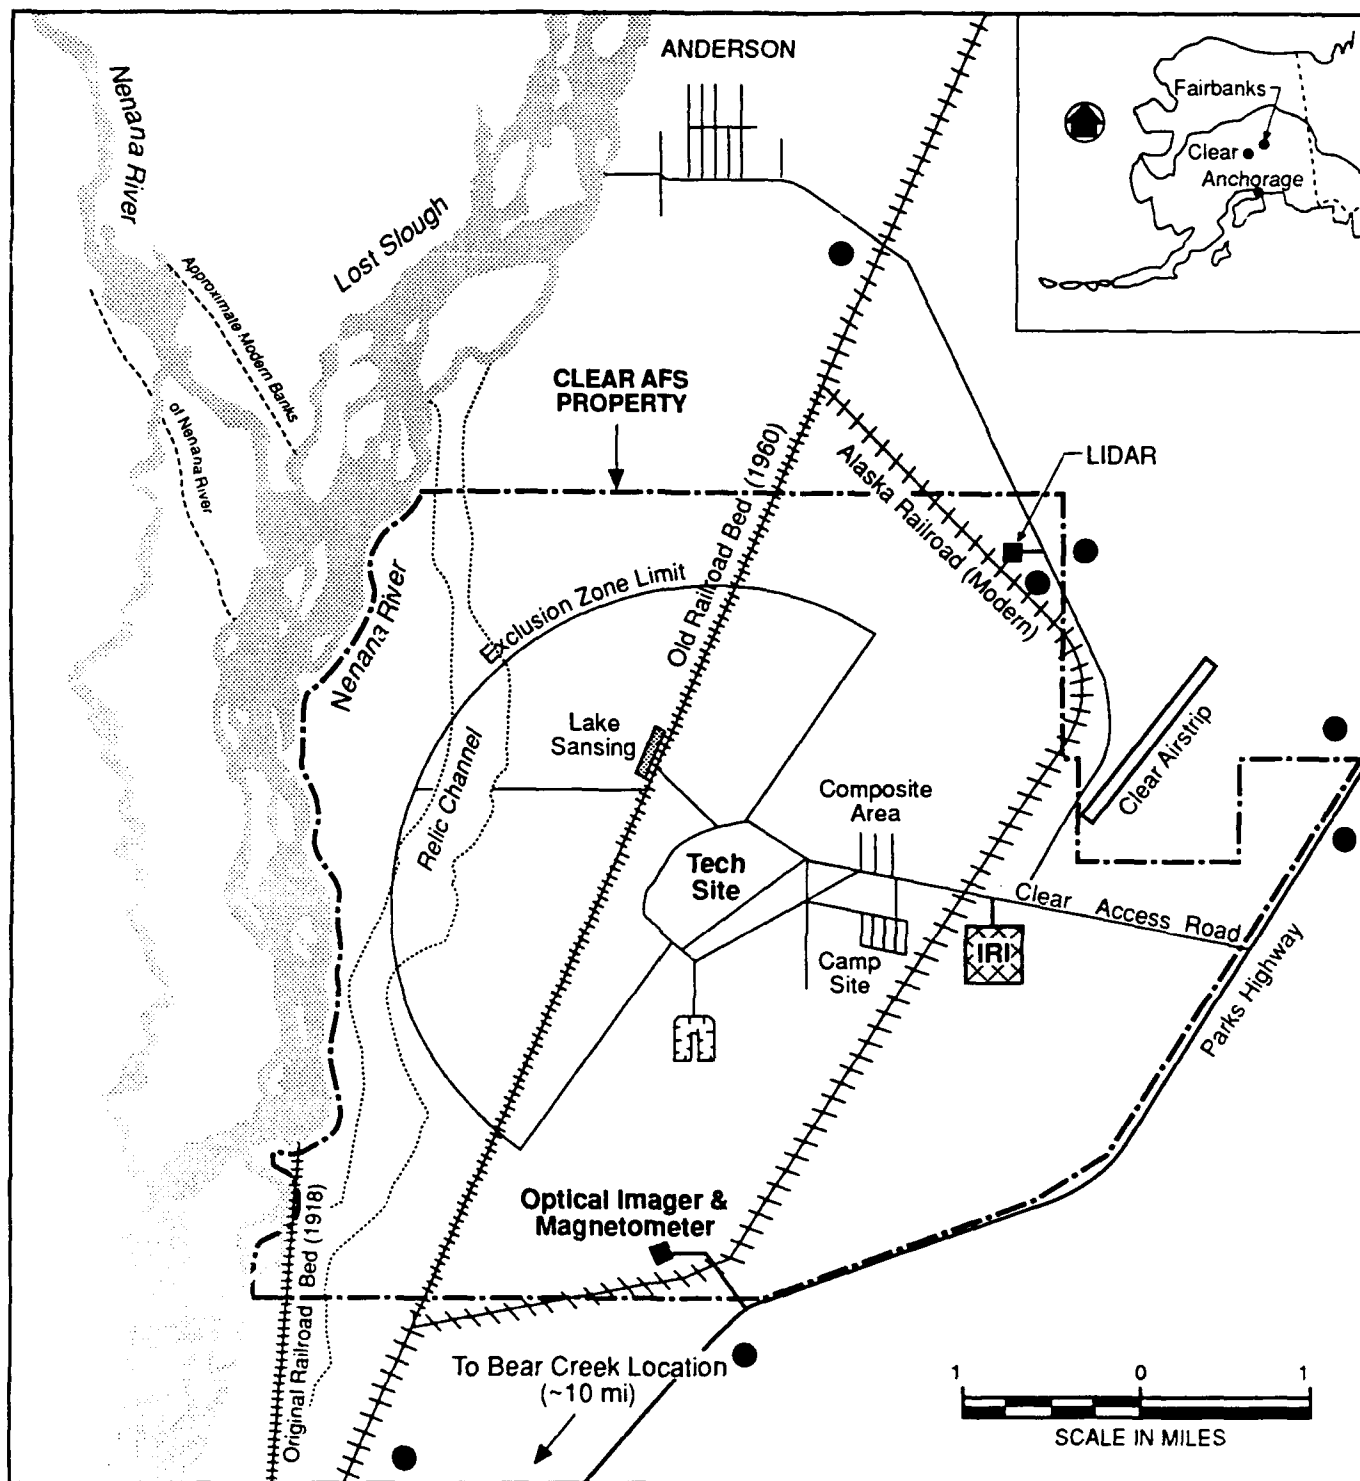 ANDERSON
Nenana River
Lost Slough
Approximate Modern Banks
of Nenana River
Fairbanks
Clear
Anchorage
CLEAR AFS
PROPERTY
Old Railroad Bed (1960)
Alaska Railroad (Modern)
LIDAR
Exclusion Zone Limit
Nenana River
Lake
Sansing
Relic Channel
Clear Airstrip
Composite
Area
Tech
Site
Clear Access Road
IRI
Camp
Site
Parks Highway
Optical Imager &
Magnetometer
Original Railroad Bed (1918)
To Bear Creek Location
(~10 mi)
1 0 1
SCALE IN MILES